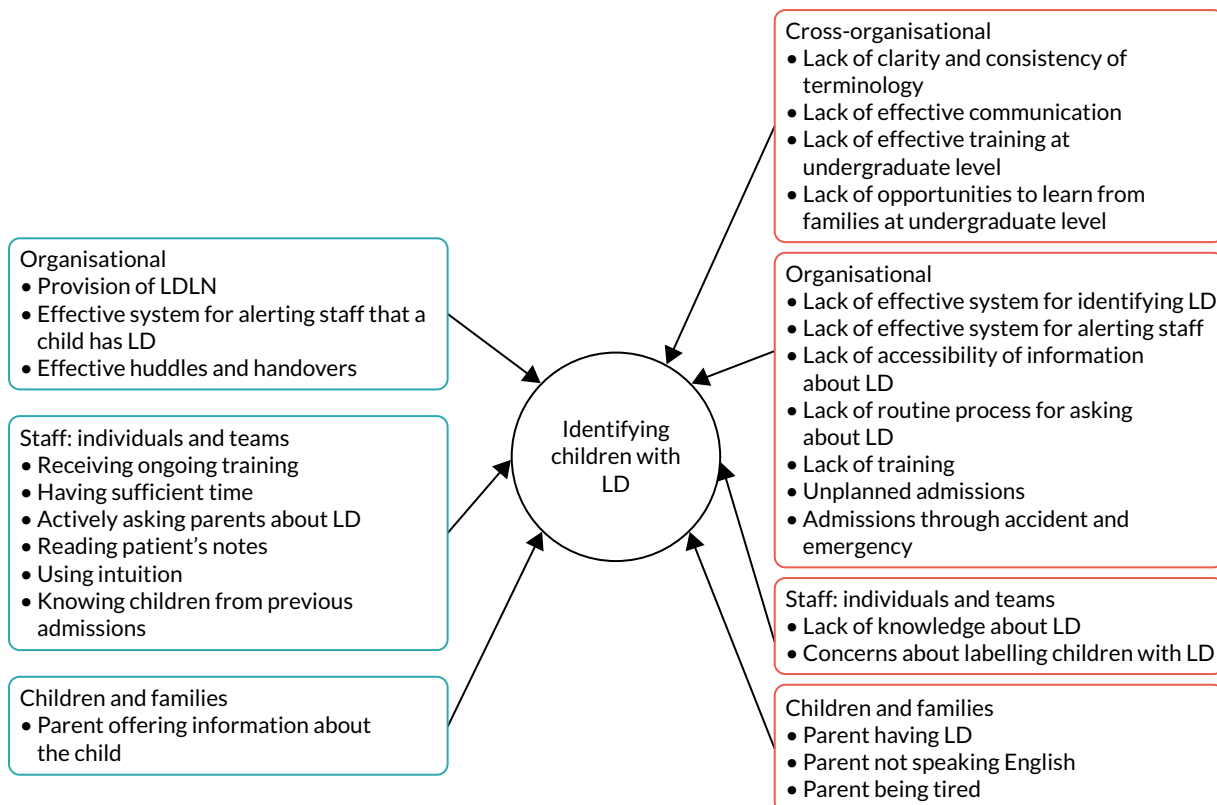 Organisational
• Provision of LDLN
• Effective system for alerting staff that a
child has LD
• Effective huddles and handovers
Staff: individuals and teams
• Receiving ongoing training
• Having sufficient time
• Actively asking parents about LD
• Reading patient's notes
• Using intuition
• Knowing children from previous
admissions
Children and families
• Parent offering information about
the child
Identifying
children with
LD
Cross-organisational
• Lack of clarity and consistency of
terminology
• Lack of effective communication
• Lack of effective training at
undergraduate level
• Lack of opportunities to learn from
families at undergraduate level
Organisational
• Lack of effective system for identifying LD
• Lack of effective system for alerting staff
• Lack of accessibility of information
about LD
• Lack of routine process for asking
about LD
• Lack of training
• Unplanned admissions
• Admissions through accident and
emergency
Staff: individuals and teams
• Lack of knowledge about LD
• Concerns about labelling children with LD
Children and families
• Parent having LD
• Parent not speaking English
• Parent being tired